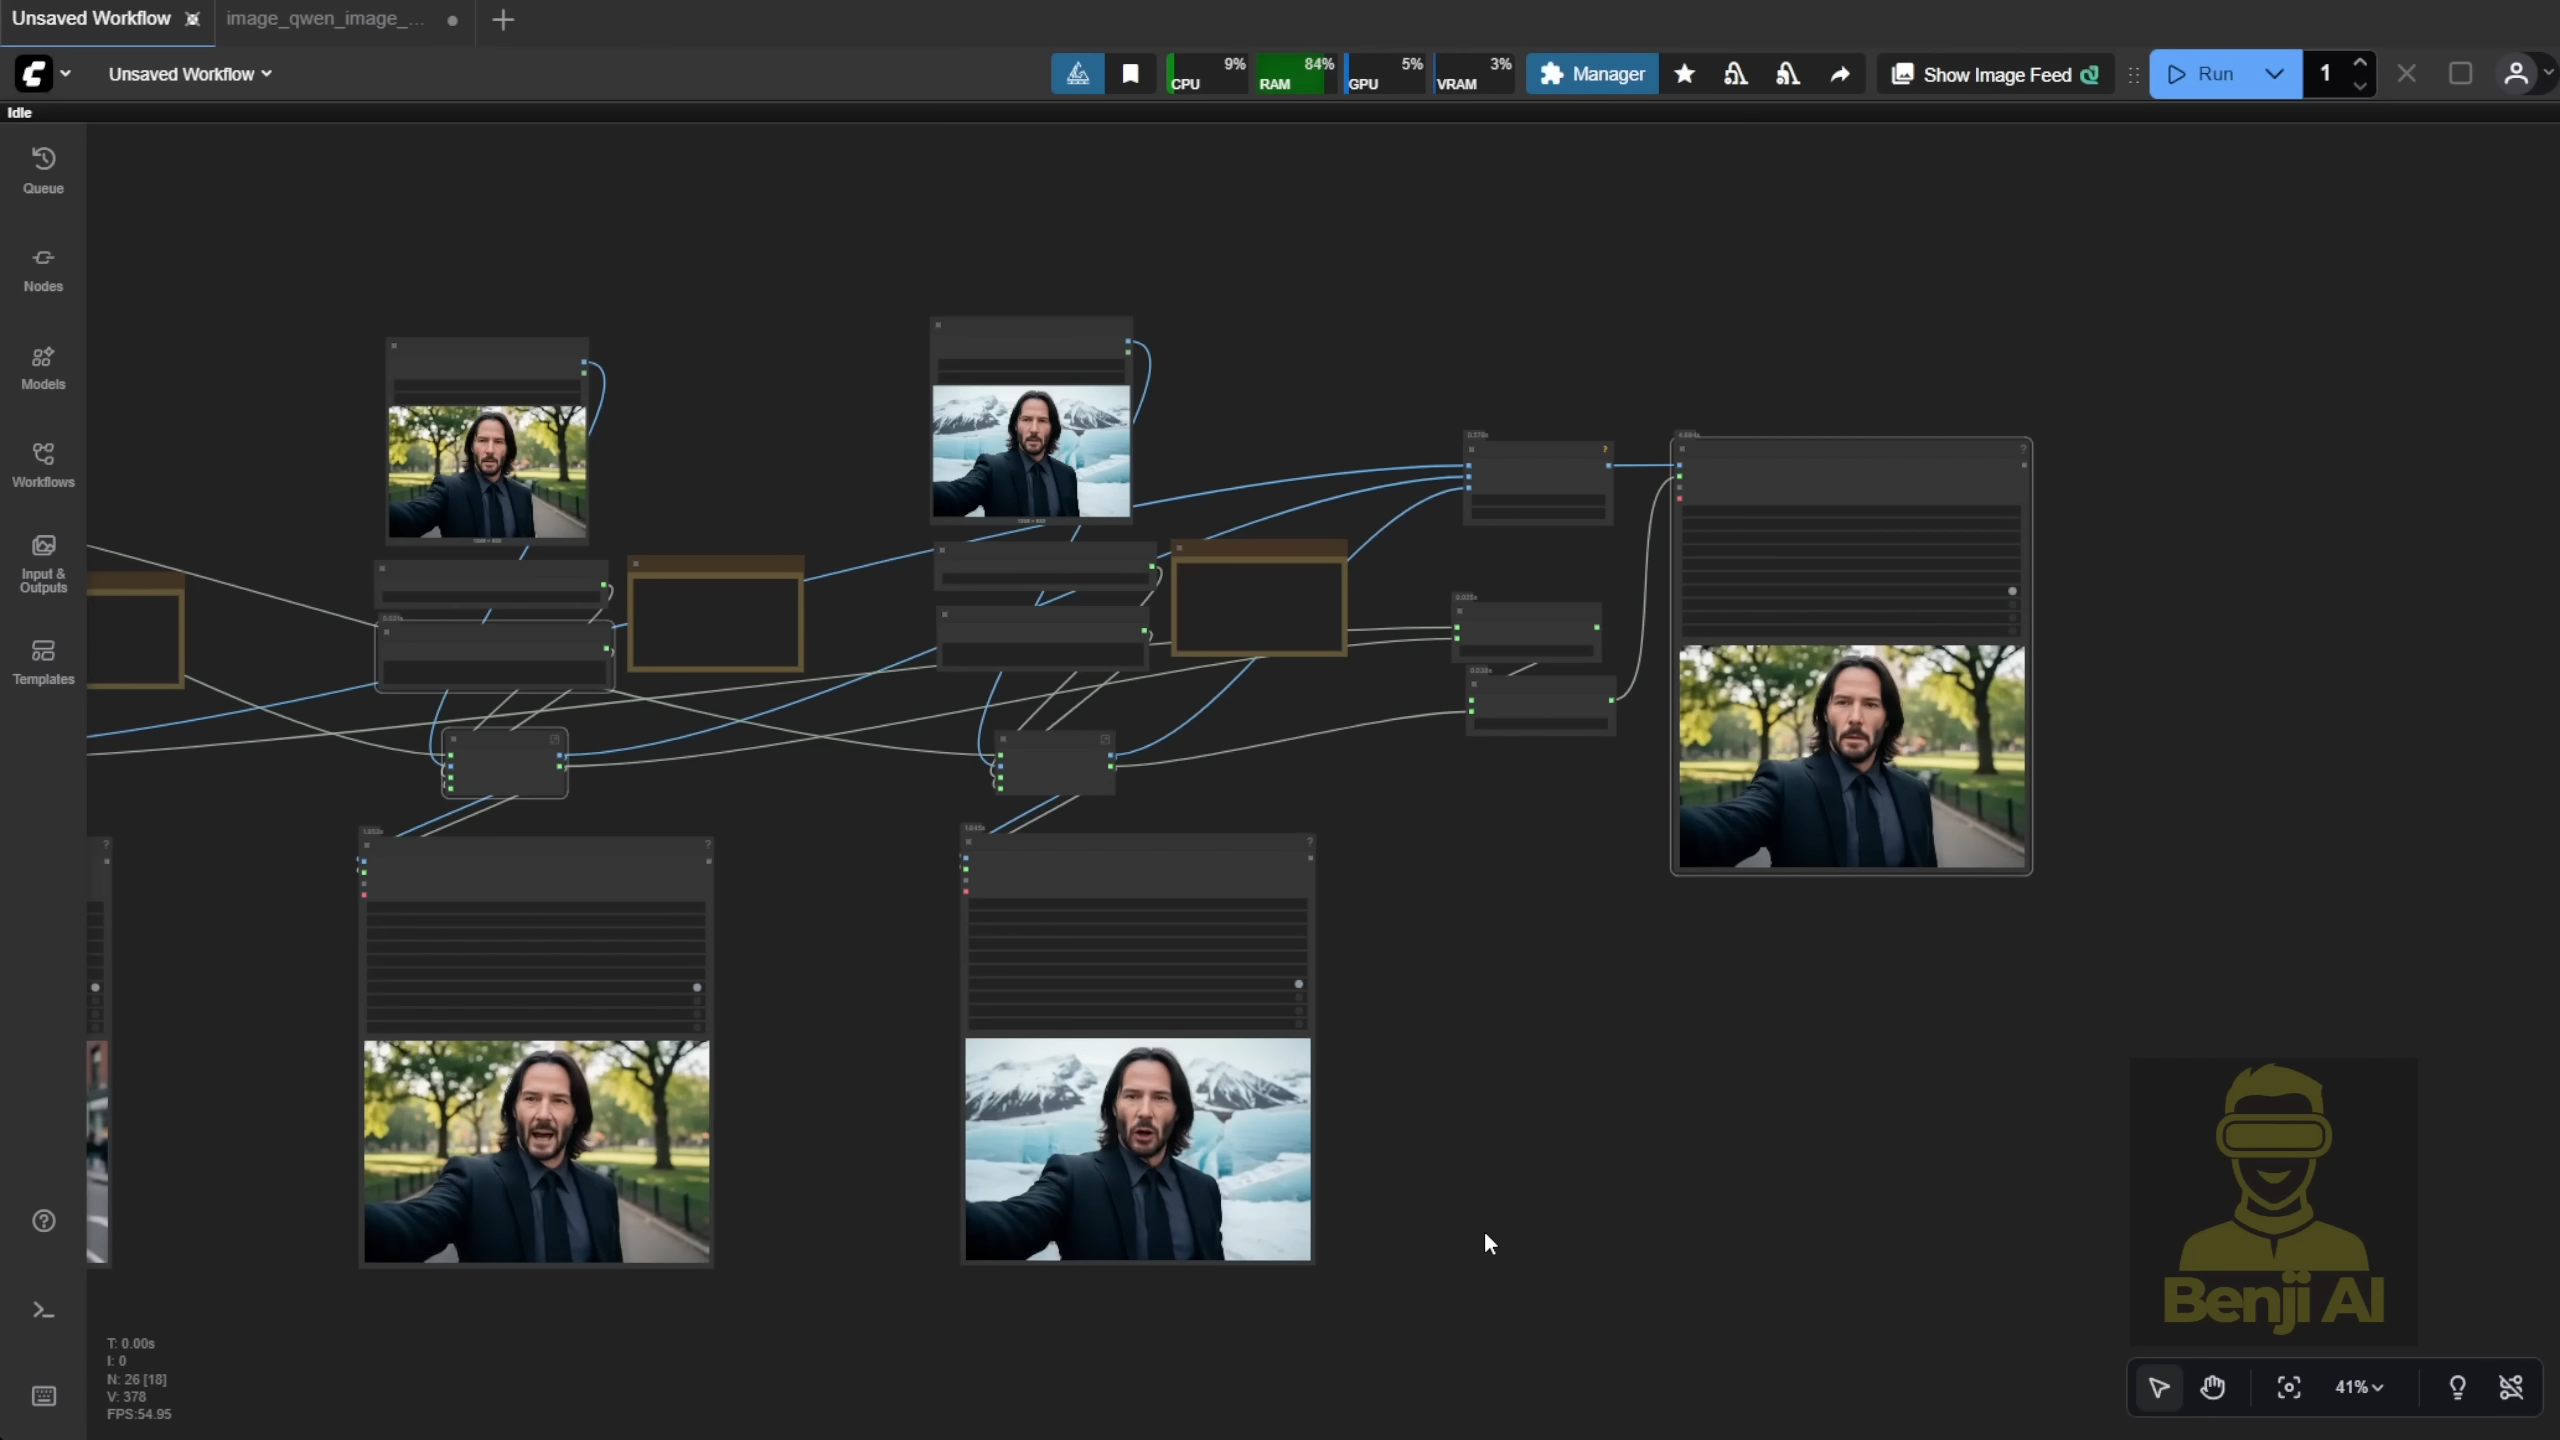 Unsaved Workflow
image_qwen_image_...
Unsaved Workflow
CPU 9%
RAM 84%
GPU 5%
VRAM 3%
Manager
Show Image Feed
Run
1
Idle
Queue
Nodes
Models
Workflows
Input &
Outputs
Templates
?
?
?
?
?
Benji AI
T: 0.00s
I: 0
N: 26 [18]
V: 378
FPS:54.95
41%